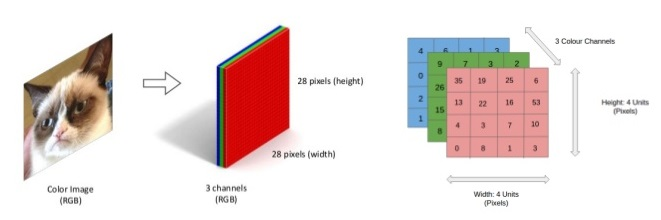 Color Image
(RGB)
28 pixels (height)
28 pixels (width)
3 channels
(RGB)
3 Colour Channels
4 6 1 3
9 7 3 2
35 19 25 6
0
26
13 22 16 53
2
15
4 3 7 10
1
8
0 8 1 3
Height: 4 Units
(Pixels)
Width: 4 Units
(Pixels)